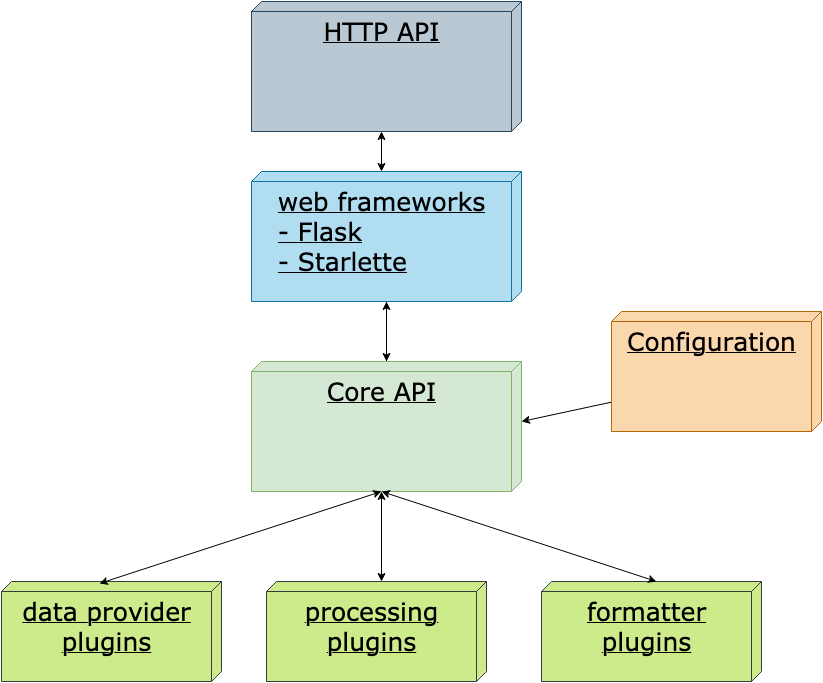 HTTP API
web frameworks
- Flask
- Starlette
Configuration
Core API
data provider
plugins
processing
plugins
formatter
plugins